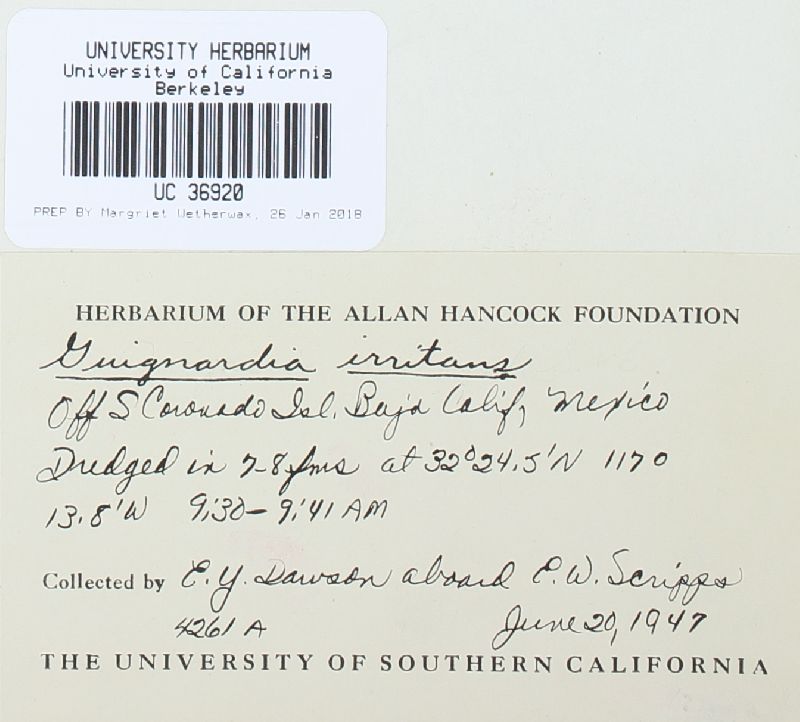 UNIVERSITY HERBARIUM
University of California
Berkeley
UC 36920
PREP BY Margriet Wetherwax, 26 Jan 2018
HERBARIUM OF THE ALLAN HANCOCK FOUNDATION
Guignardia irritans
Off S Coronado Isl. Baja Calif, Mexico
Dredged in 7-8 fms at 32°24.5'N 117°
13.8'W 9:30-9:41 AM
Collected by E. Y. Dawson aboard E. W. Scripps
4261 A June 20, 1947
THE UNIVERSITY OF SOUTHERN CALIFORNIA